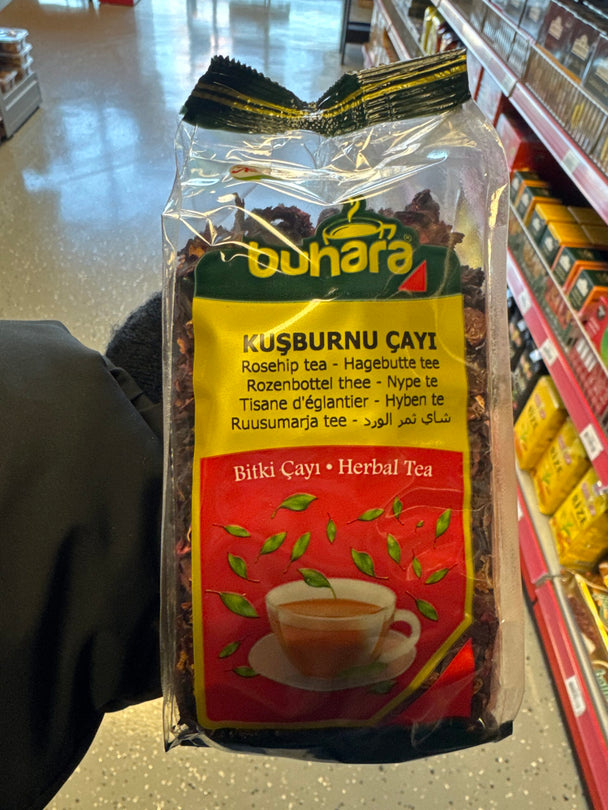 buhara
KUŞBURNU ÇAYI
Rosehip tea - Hagebutte tee
Rozenbottel thee - Nype te
Tisane d'églantier - Hyben te
Ruusumarja tee - شاي ثمر الورد
Bitki Çayı • Herbal Tea